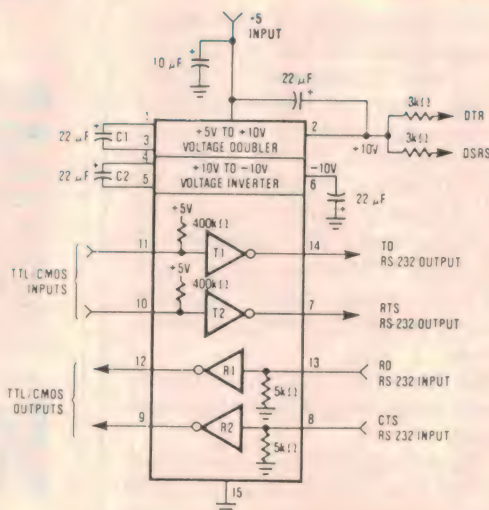 +5
INPUT
10 µF
+
22 µF
+
1
2
3kΩ
DTR
22 µF
+
C1
3
+5V TO +10V
VOLTAGE DOUBLER
+10V
3kΩ
DSRS
4
22 µF
+
C2
5
+10V TO −10V
VOLTAGE INVERTER
−10V
6
22 µF
+
+5V
400kΩ
11
T1
14
TD
RS-232 OUTPUT
TTL/CMOS
INPUTS
+5V
400kΩ
10
T2
7
RTS
RS-232 OUTPUT
12
R1
13
RD
RS-232 INPUT
5kΩ
TTL/CMOS
OUTPUTS
9
R2
8
CTS
RS-232 INPUT
5kΩ
15